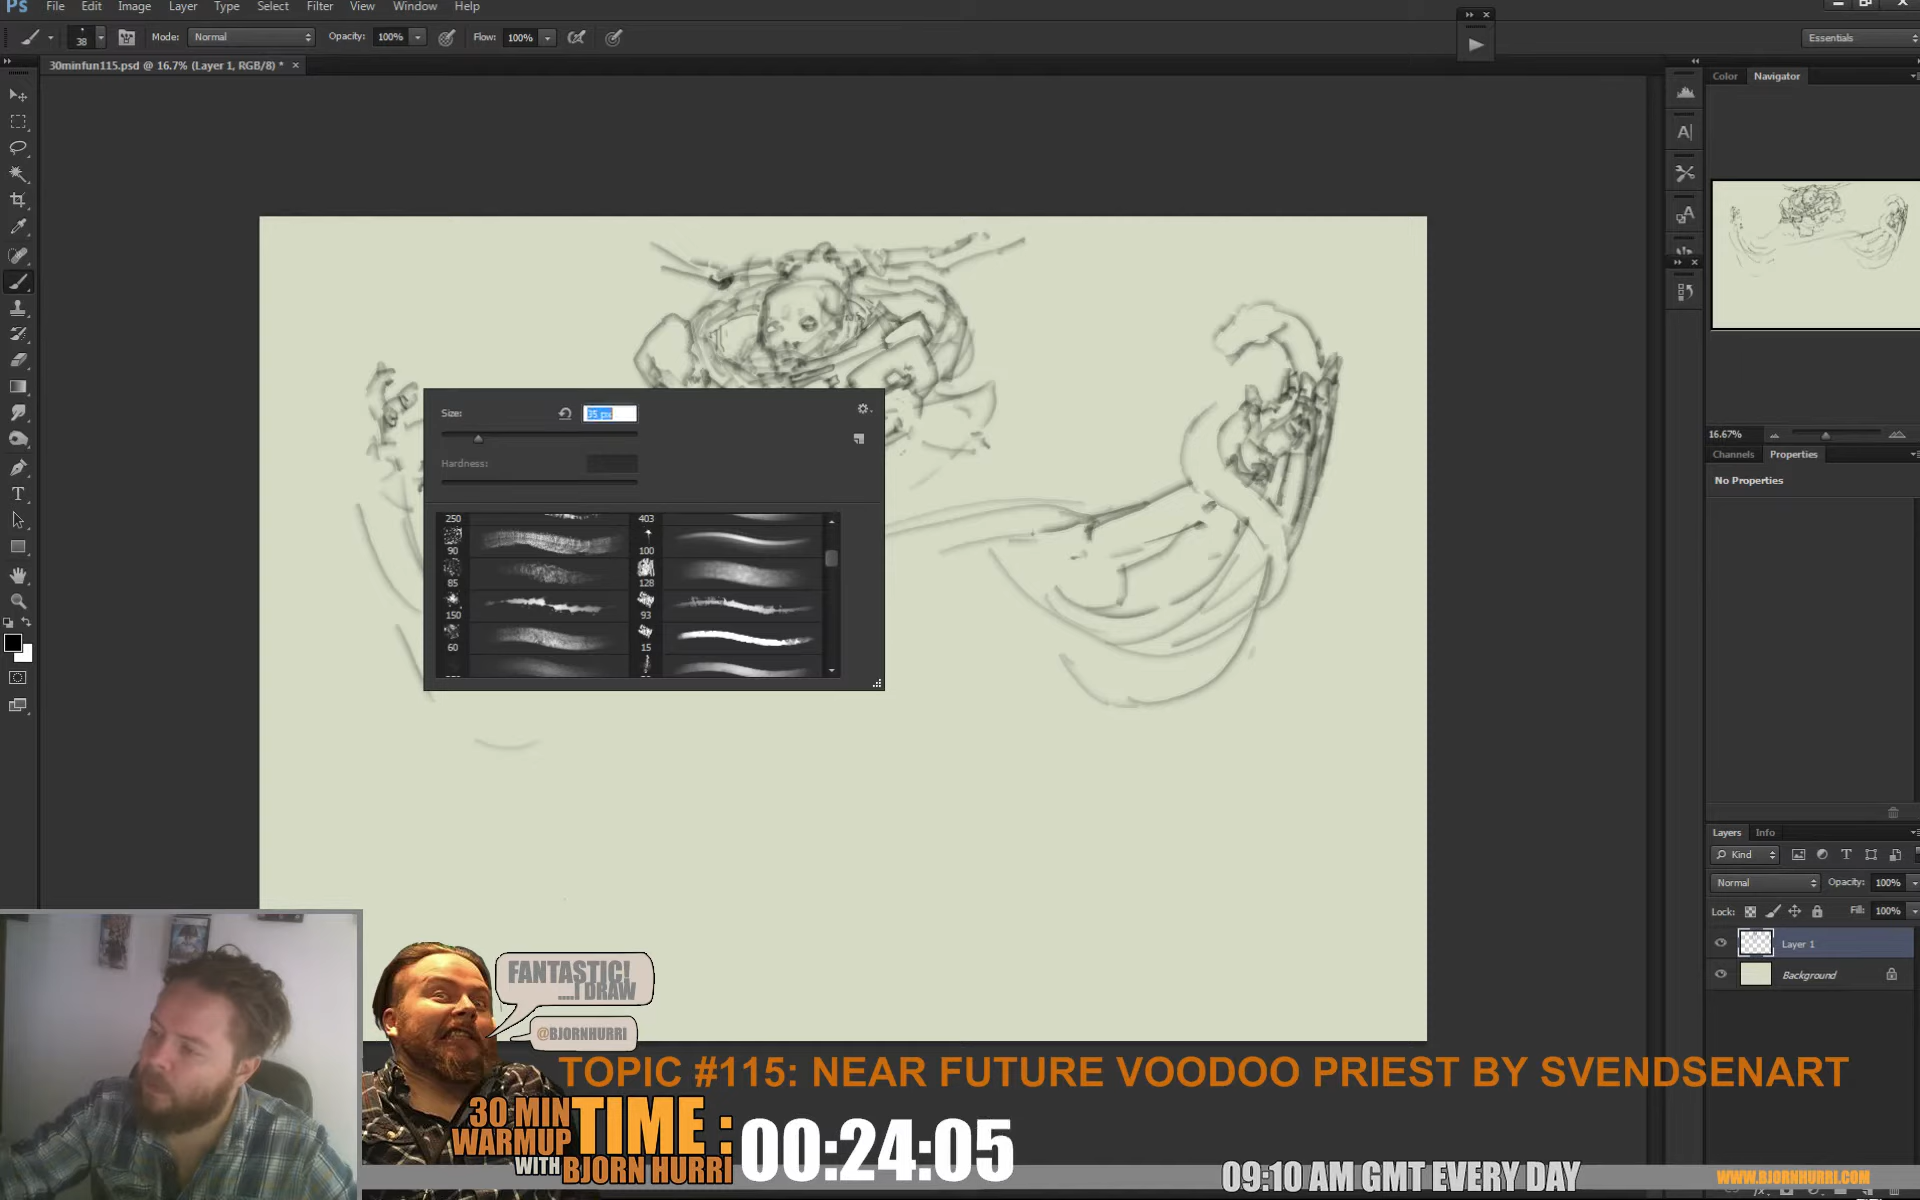 Ps File Edit Image Layer Type Select Filter View Window Help
38 Mode: Normal Opacity: 100% Flow: 100% Essentials
30minfun115.psd @ 16.7% (Layer 1, RGB/8) * ×
Color Navigator
Size: 35 px
Hardness:
250 403
90 100
85 128
150 93
60 15
16.67%
Channels Properties
No Properties
Layers Info
Kind
Normal Opacity: 100%
Lock: Fill: 100%
Layer 1
Background
FANTASTIC!
....I DRAW
@BJORNHURRI
TOPIC #115: NEAR FUTURE VOODOO PRIEST BY SVENDSENART
30 MIN
WARMUP
WITH BJORN HURRI
TIME : 00:24:05
09:10 AM GMT EVERY DAY
WWW.BJORNHURRI.COM